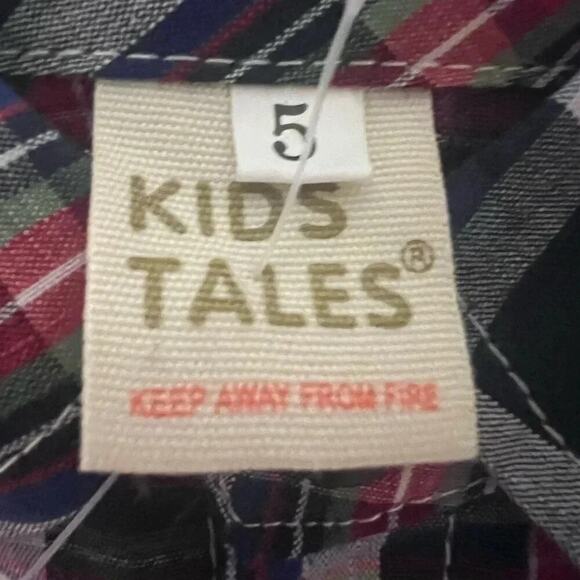 5
KIDS
TALES®
KEEP AWAY FROM FIRE